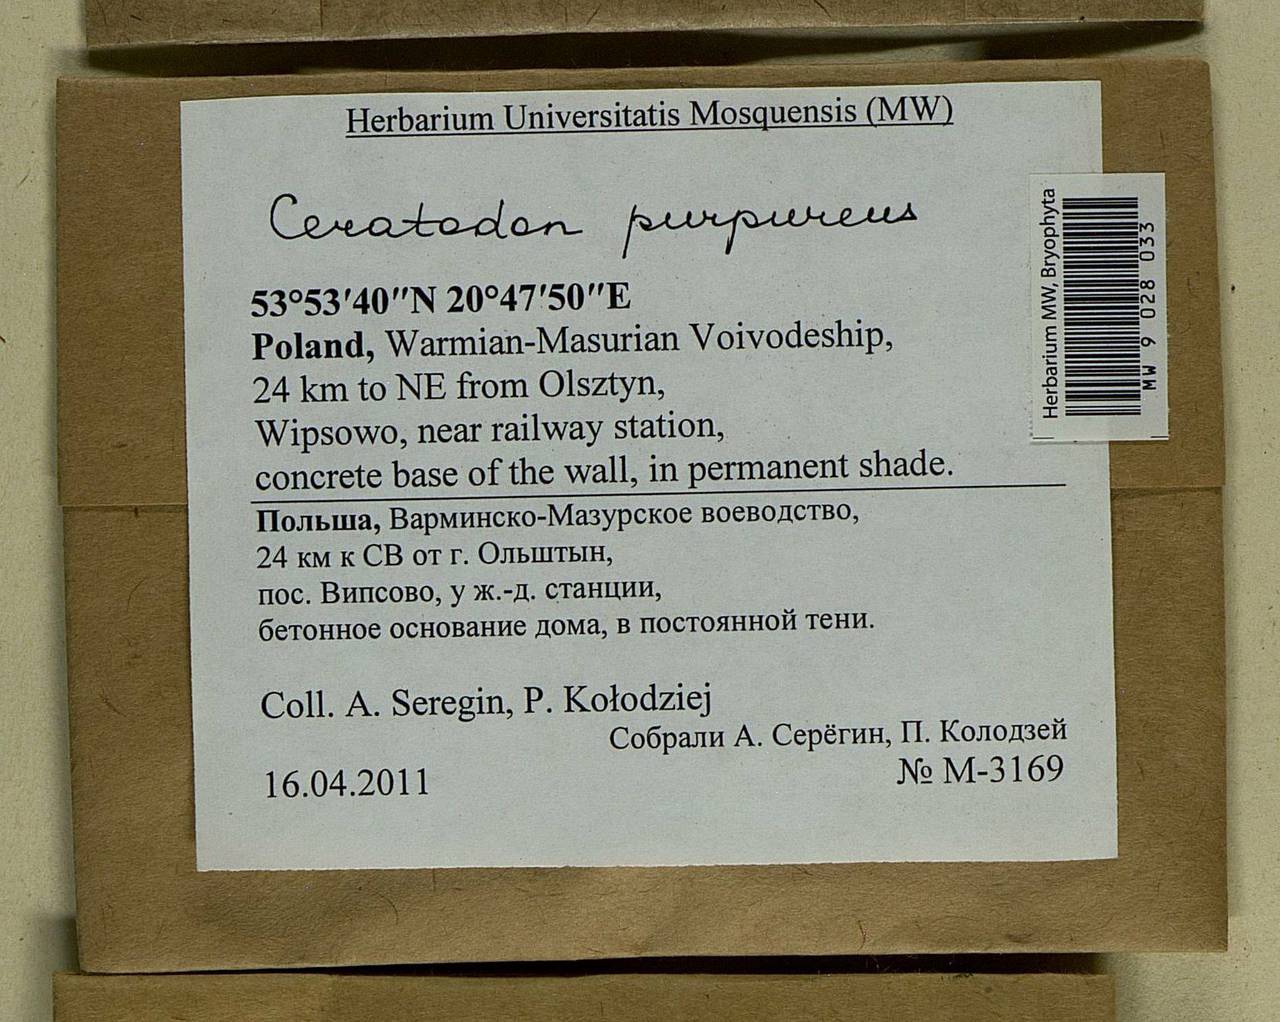 Herbarium Universitatis Mosquensis (MW)
Ceratodon purpureus
53°53′40″N 20°47′50″E
Poland, Warmian-Masurian Voivodeship,
24 km to NE from Olsztyn,
Wipsowo, near railway station,
concrete base of the wall, in permanent shade.
Польша, Варминско-Мазурское воеводство,
24 км к СВ от г. Ольштын,
пос. Випсово, у ж.-д. станции,
бетонное основание дома, в постоянной тени.
Coll. A. Seregin, P. Kołodziej
Собрали А. Серёгин, П. Колодзей
16.04.2011
№ M-3169
Herbarium MW, Bryophyta
MW 9 028 033